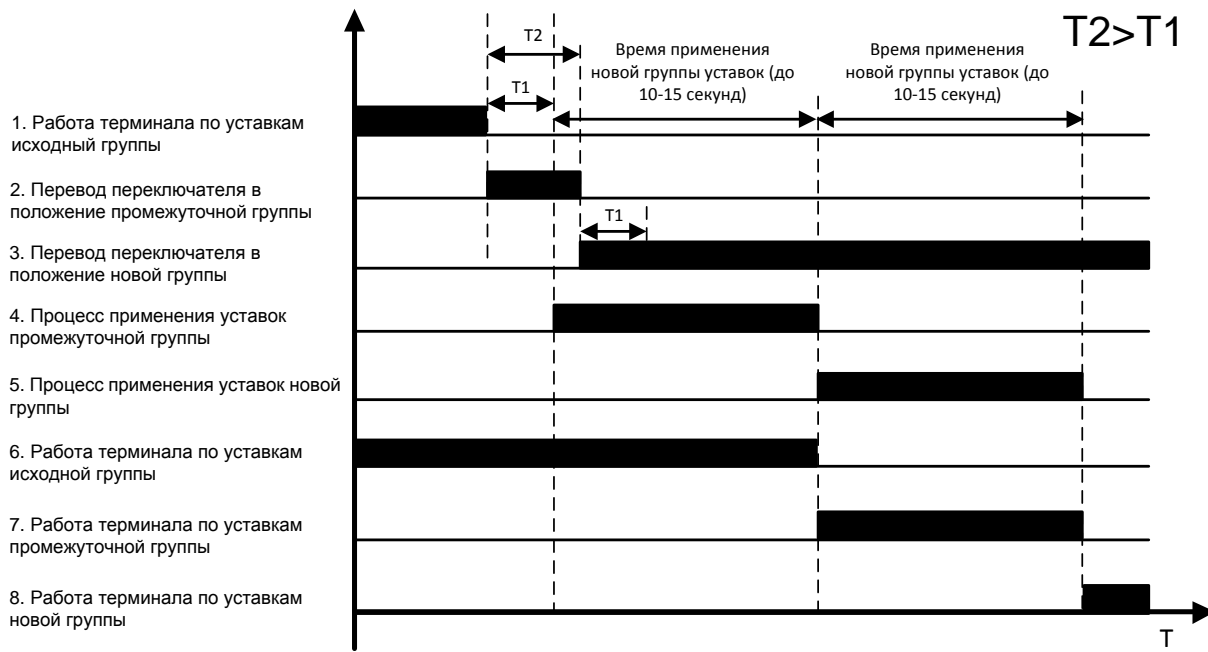 T2>T1
T2
Время применения
новой группы уставок (до
10-15 секунд)
Время применения
новой группы уставок (до
10-15 секунд)
T1
1. Работа терминала по уставкам
исходный группы
2. Перевод переключателя в
положение промежуточной группы
T1
3. Перевод переключателя в
положение новой группы
4. Процесс применения уставок
промежуточной группы
5. Процесс применения уставок новой
группы
6. Работа терминала по уставкам
исходной группы
7. Работа терминала по уставкам
промежуточной группы
8. Работа терминала по уставкам
новой группы
T